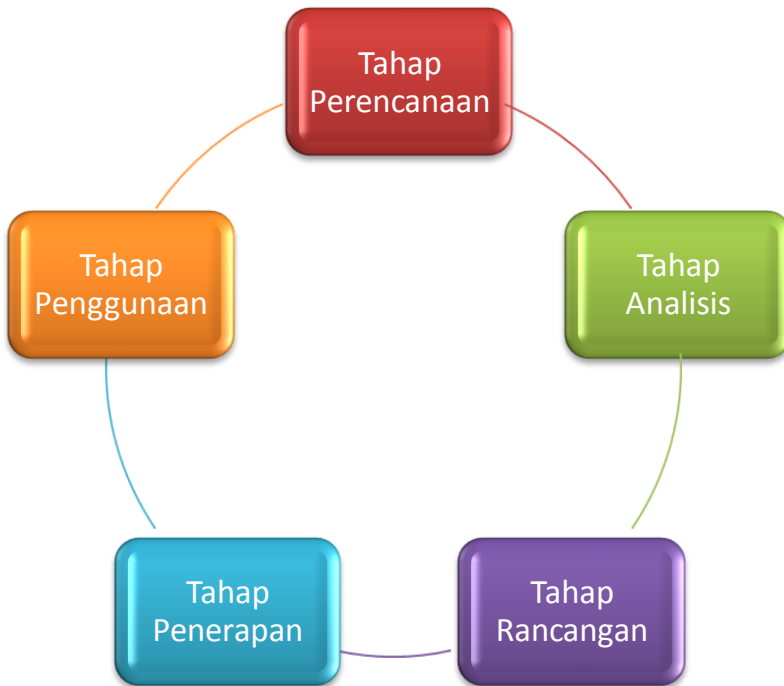 Tahap
Perencanaan
Tahap
Analisis
Tahap
Rancangan
Tahap
Penerapan
Tahap
Penggunaan